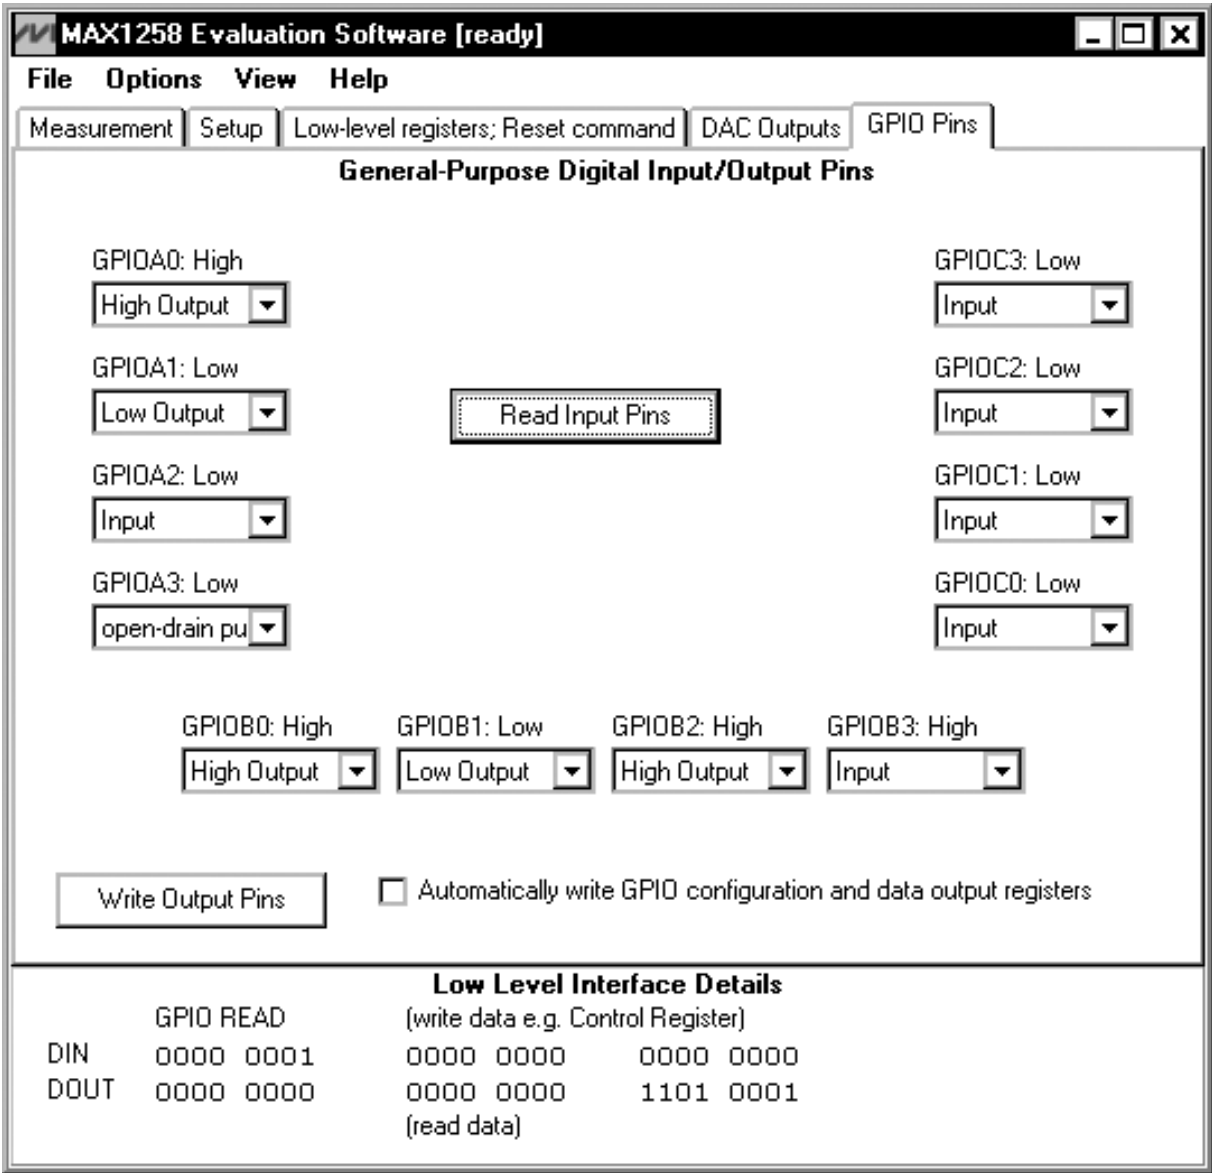 MAX1258 Evaluation Software [ready]
File Options View Help
Measurement Setup Low-level registers; Reset command DAC Outputs GPIO Pins
General-Purpose Digital Input/Output Pins
GPIOA0: High
High Output
GPIOA1: Low
Low Output
GPIOA2: Low
Input
GPIOA3: Low
open-drain pu
Read Input Pins
GPIOC3: Low
Input
GPIOC2: Low
Input
GPIOC1: Low
Input
GPIOC0: Low
Input
GPIOB0: High GPIOB1: Low GPIOB2: High GPIOB3: High
High Output Low Output High Output Input
Write Output Pins
Automatically write GPIO configuration and data output registers
Low Level Interface Details
GPIO READ (write data e.g. Control Register)
DIN 0000 0001 0000 0000 0000 0000
DOUT 0000 0000 0000 0000 1101 0001
(read data)